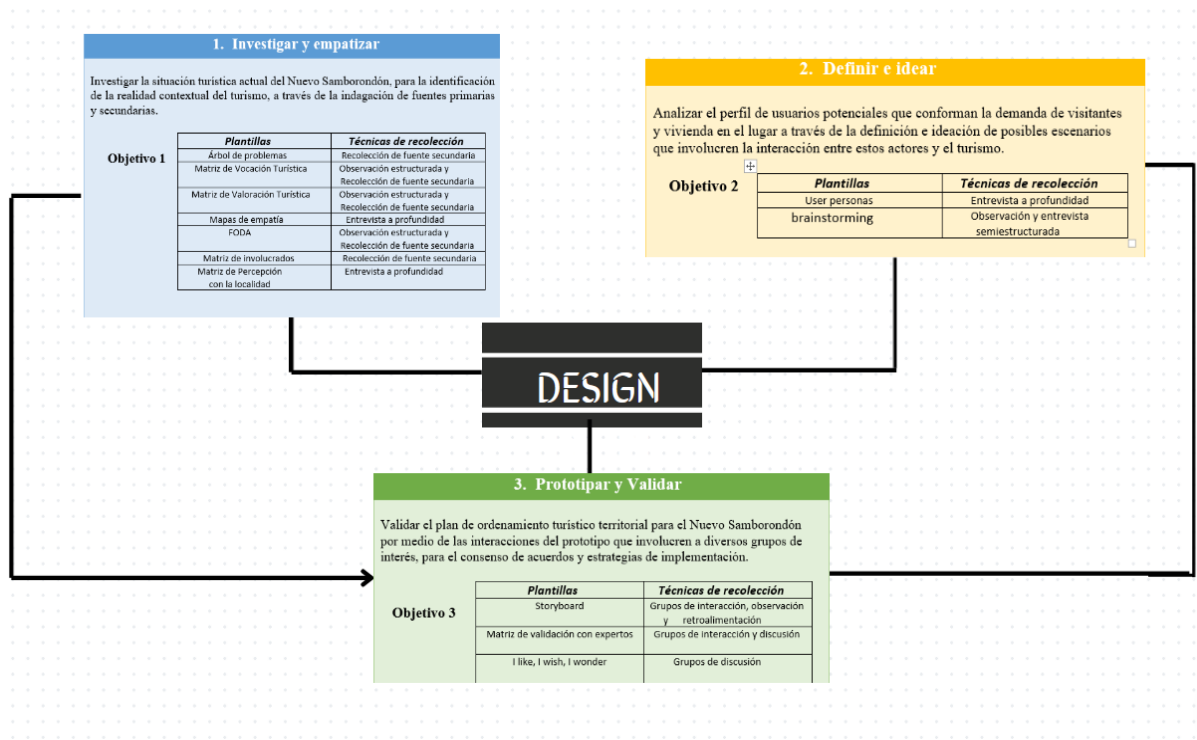 1. Investigar y empatizar
Investigar la situación turística actual del Nuevo Samborondón, para la identificación
de la realidad contextual del turismo, a través de la indagación de fuentes primarias
y secundarias.
Objetivo 1
Plantillas Técnicas de recolección
Árbol de problemas Recolección de fuente secundaria
Matriz de Vocación Turística Observación estructurada y
Recolección de fuente secundaria
Matriz de Valoración Turística Observación estructurada y
Recolección de fuente secundaria
Mapas de empatía Entrevista a profundidad
FODA Observación estructurada y
Recolección de fuente secundaria
Matriz de involucrados Recolección de fuente secundaria
Matriz de Percepción Entrevista a profundidad
con la localidad
2. Definir e idear
Analizar el perfil de usuarios potenciales que conforman la demanda de visitantes
y vivienda en el lugar a través de la definición e ideación de posibles escenarios
que involucren la interacción entre estos actores y el turismo.
Objetivo 2
Plantillas Técnicas de recolección
User personas Entrevista a profundidad
brainstorming Observación y entrevista
semiestructurada
DESIGN
3. Prototipar y Validar
Validar el plan de ordenamiento turístico territorial para el Nuevo Samborondón
por medio de las interacciones del prototipo que involucren a diversos grupos de
interés, para el consenso de acuerdos y estrategias de implementación.
Objetivo 3
Plantillas Técnicas de recolección
Storyboard Grupos de interacción, observación
y retroalimentación
Matriz de validación con expertos Grupos de interacción y discusión
I like, I wish, I wonder Grupos de discusión